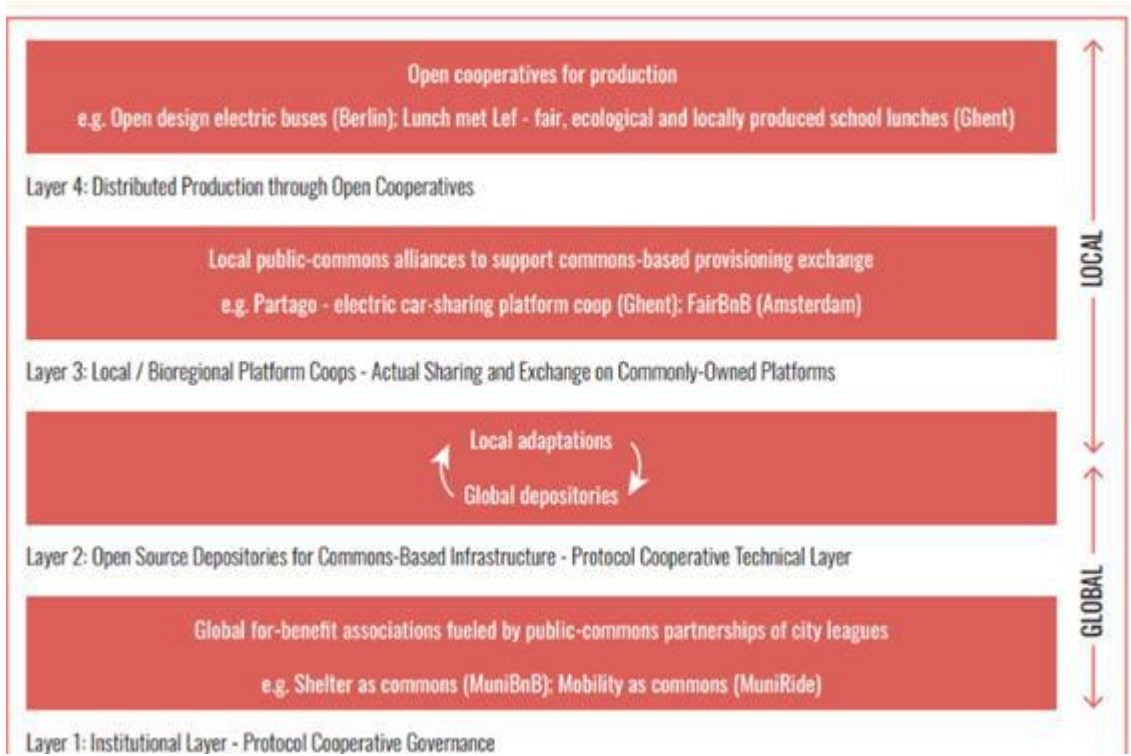 Open cooperatives for production
e.g. Open design electric buses (Berlin); Lunch met Lef - fair, ecological and locally produced school lunches (Ghent)
Layer 4: Distributed Production through Open Cooperatives
Local public-commons alliances to support commons-based provisioning exchange
e.g. Partago - electric car-sharing platform coop (Ghent); FairBnB (Amsterdam)
Layer 3: Local / Bioregional Platform Coops - Actual Sharing and Exchange on Commonly-Owned Platforms
LOCAL
Local adaptations
Global depositories
Layer 2: Open Source Depositories for Commons-Based Infrastructure - Protocol Cooperative Technical Layer
Global for-benefit associations fueled by public-commons partnerships of city leagues
e.g. Shelter as commons (MuniBnB); Mobility as commons (MuniRide)
GLOBAL
Layer 1: Institutional Layer - Protocol Cooperative Governance